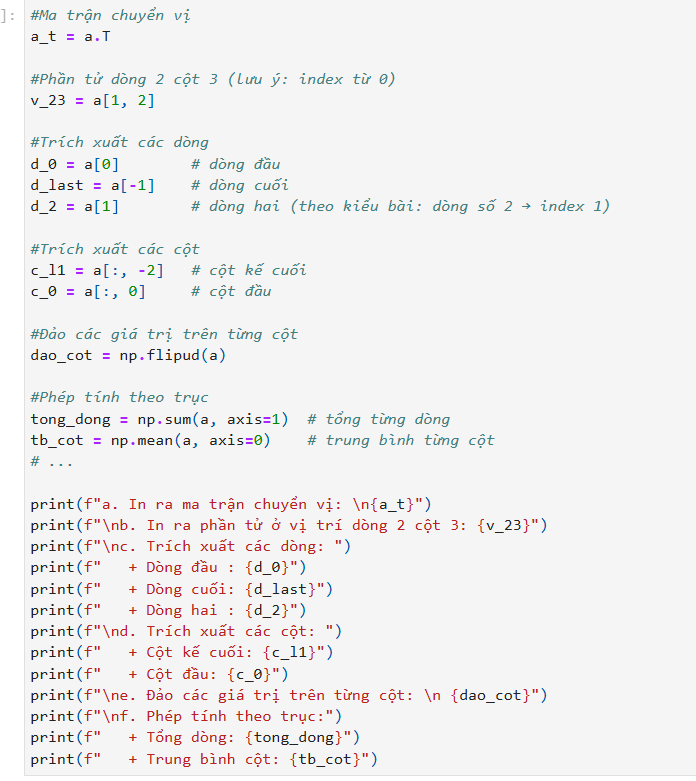 ]: #Ma trận chuyển vị
a_t = a.T
#Phần tử dòng 2 cột 3 (lưu ý: index từ 0)
v_23 = a[1, 2]
#Trích xuất các dòng
d_0 = a[0]        # dòng đầu
d_last = a[-1]    # dòng cuối
d_2 = a[1]        # dòng hai (theo kiểu bài: dòng số 2 → index 1)
#Trích xuất các cột
c_l1 = a[:, -2]   # cột kế cuối
c_0 = a[:, 0]     # cột đầu
#Đảo các giá trị trên từng cột
dao_cot = np.flipud(a)
#Phép tính theo trục
tong_dong = np.sum(a, axis=1)  # tổng từng dòng
tb_cot = np.mean(a, axis=0)    # trung bình từng cột
# ...
print(f"a. In ra ma trận chuyển vị: \n{a_t}")
print(f"\nb. In ra phần tử ở vị trí dòng 2 cột 3: {v_23}")
print(f"\nc. Trích xuất các dòng: ")
print(f"   + Dòng đầu : {d_0}")
print(f"   + Dòng cuối: {d_last}")
print(f"   + Dòng hai : {d_2}")
print(f"\nd. Trích xuất các cột: ")
print(f"   + Cột kế cuối: {c_l1}")
print(f"   + Cột đầu: {c_0}")
print(f"\ne. Đảo các giá trị trên từng cột: \n {dao_cot}")
print(f"\nf. Phép tính theo trục:")
print(f"   + Tổng dòng: {tong_dong}")
print(f"   + Trung bình cột: {tb_cot}")